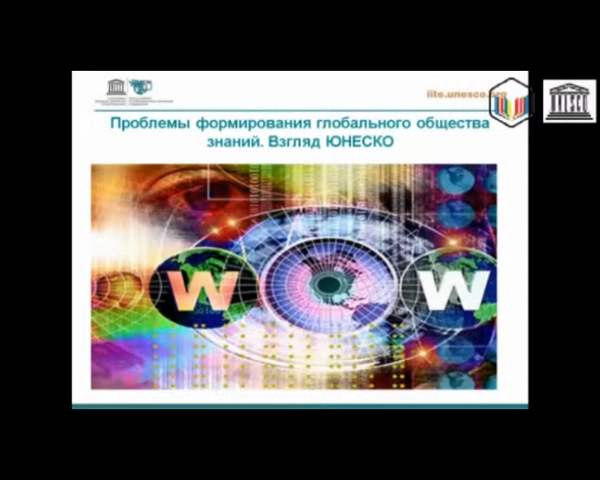 iite.unesco.org
Проблемы формирования глобального общества
знаний. Взгляд ЮНЕСКО
W
W